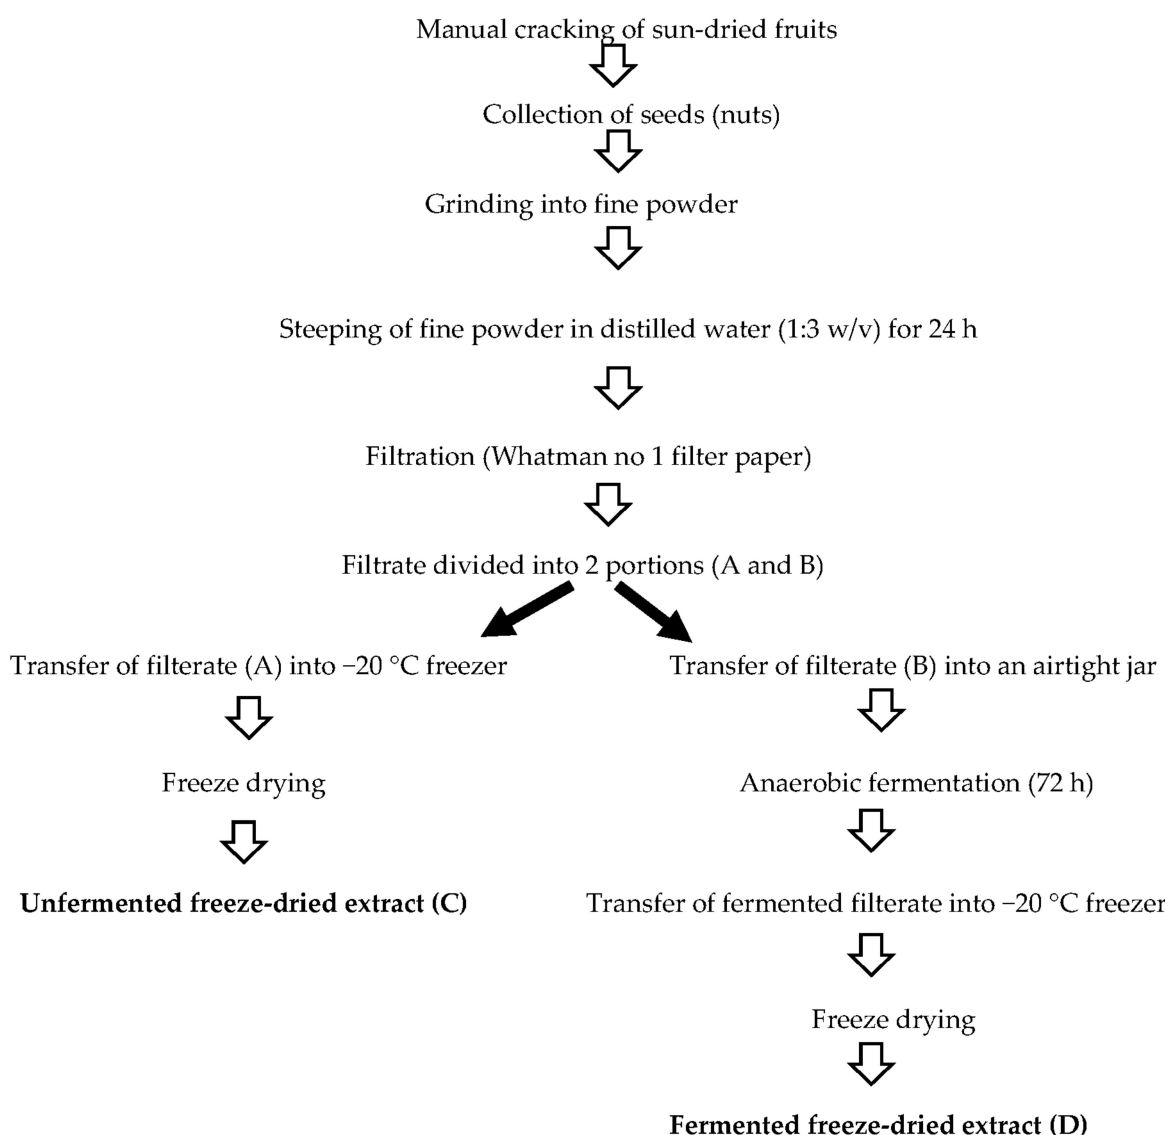 Manual cracking of sun-dried fruits
Collection of seeds (nuts)
Grinding into fine powder
Steeping of fine powder in distilled water (1:3 w/v) for 24 h
Filtration (Whatman no 1 filter paper)
Filtrate divided into 2 portions (A and B)
Transfer of filterate (A) into −20 °C freezer
Transfer of filterate (B) into an airtight jar
Freeze drying
Anaerobic fermentation (72 h)
Unfermented freeze-dried extract (C)
Transfer of fermented filterate into −20 °C freezer
Freeze drying
Fermented freeze-dried extract (D)